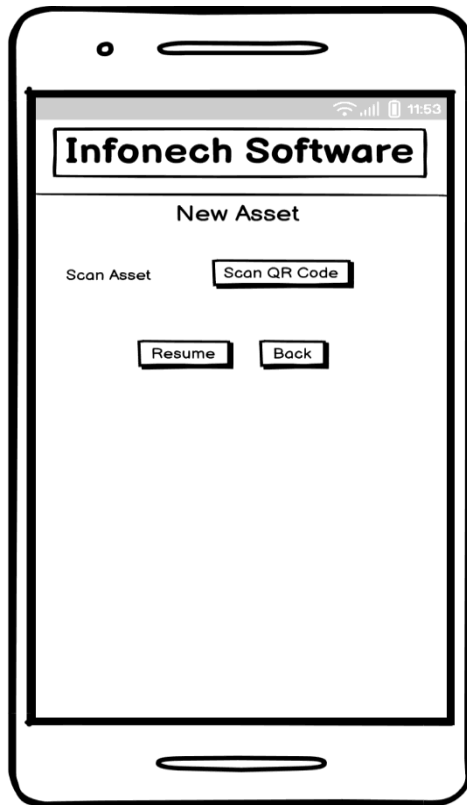 11:53
Infonech Software
New Asset
Scan Asset Scan QR Code
Resume Back